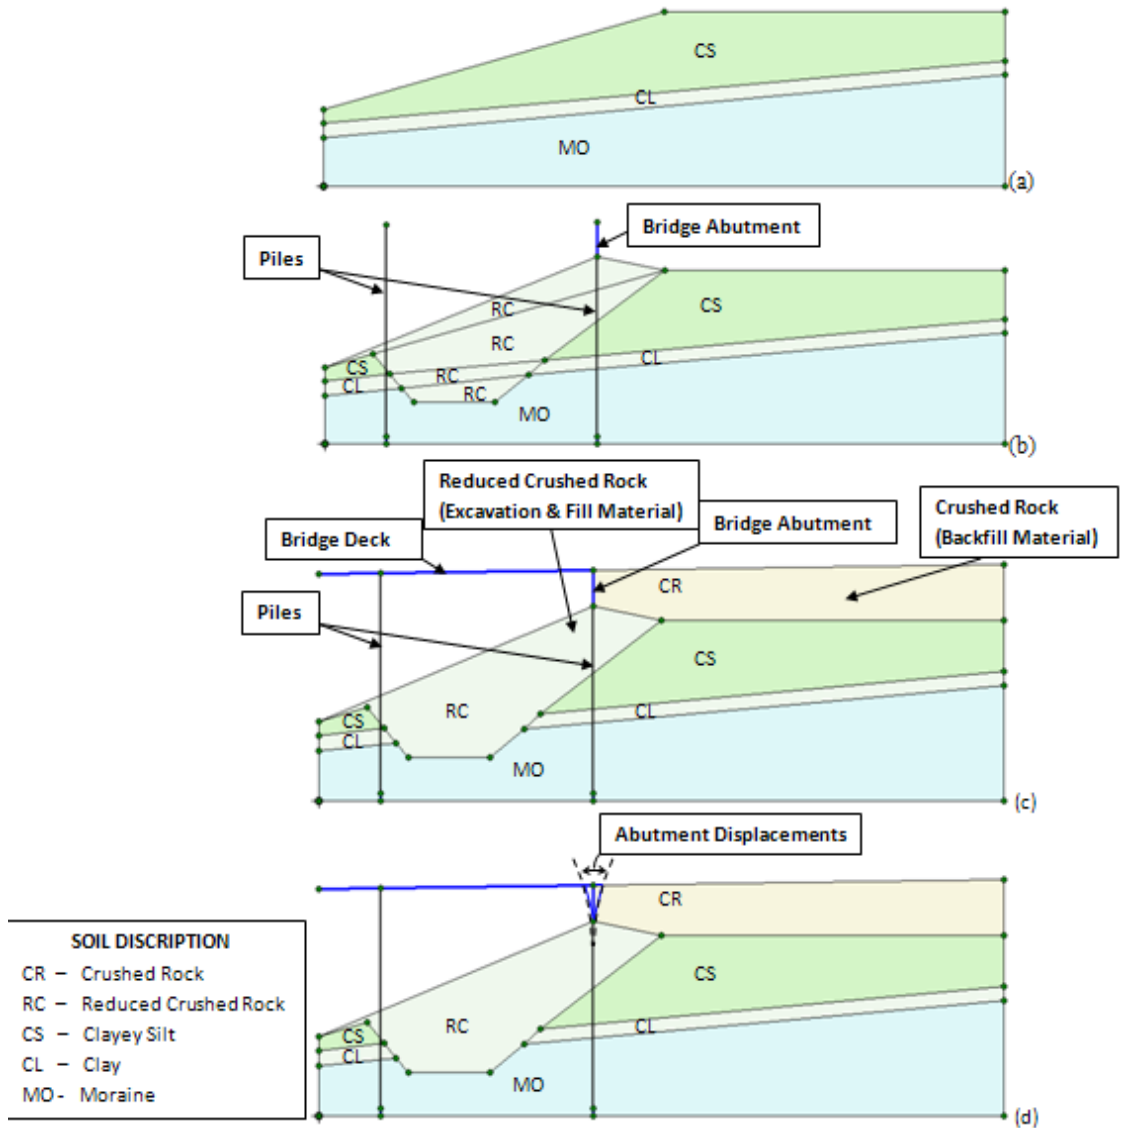 CS
CL
MO
(a)
Bridge Abutment
Piles
RC
CS
RC
CL
CS
RC
CL
RC
MO
(b)
Reduced Crushed Rock
(Excavation & Fill Material)
Crushed Rock
(Backfill Material)
Bridge Abutment
Bridge Deck
CR
Piles
CS
RC
CL
CS
CL
MO
(c)
Abutment Displacements
CR
CS
RC
CL
CS
CL
MO
(d)
SOIL DISCRIPTION
CR – Crushed Rock
RC – Reduced Crushed Rock
CS – Clayey Silt
CL – Clay
MO - Moraine